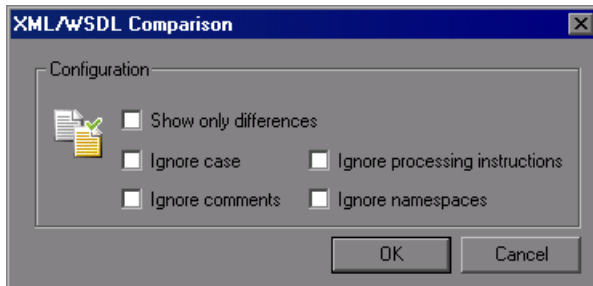 XML/WSDL Comparison
Configuration
Show only differences
Ignore case
Ignore processing instructions
Ignore comments
Ignore namespaces
OK
Cancel